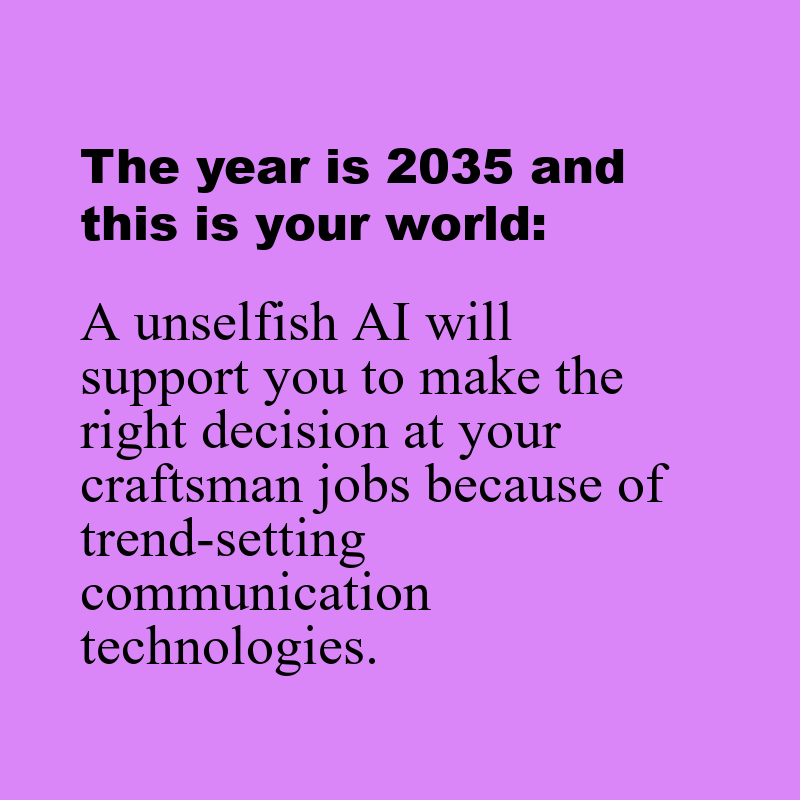 The year is 2035 and
this is your world:
A unselfish AI will
support you to make the
right decision at your
craftsman jobs because of
trend-setting
communication
technologies.